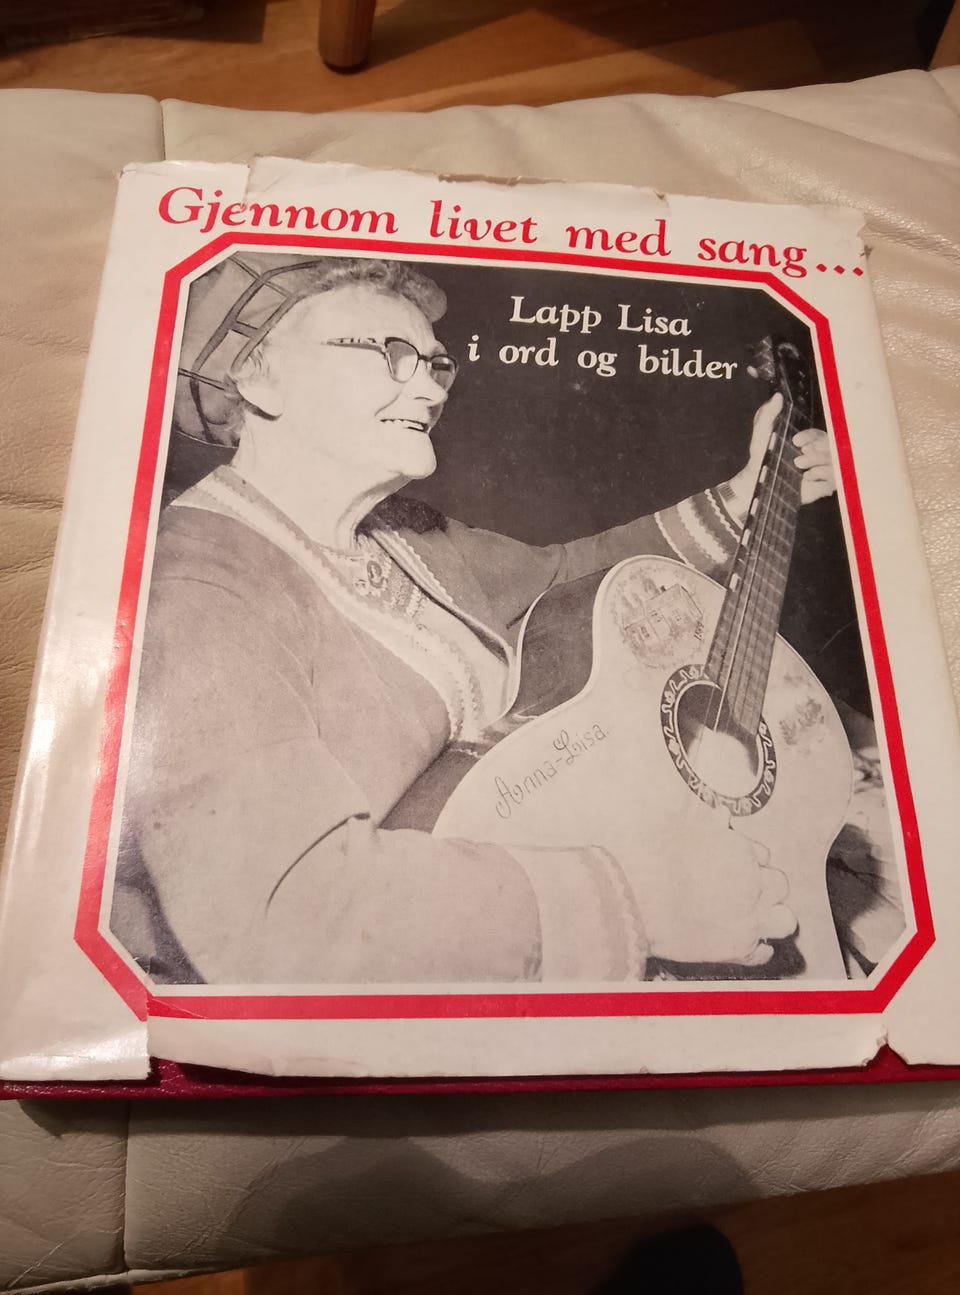 Gjennom livet med sang...
Lapp Lisa
i ord og bilder
Anna-Lisa